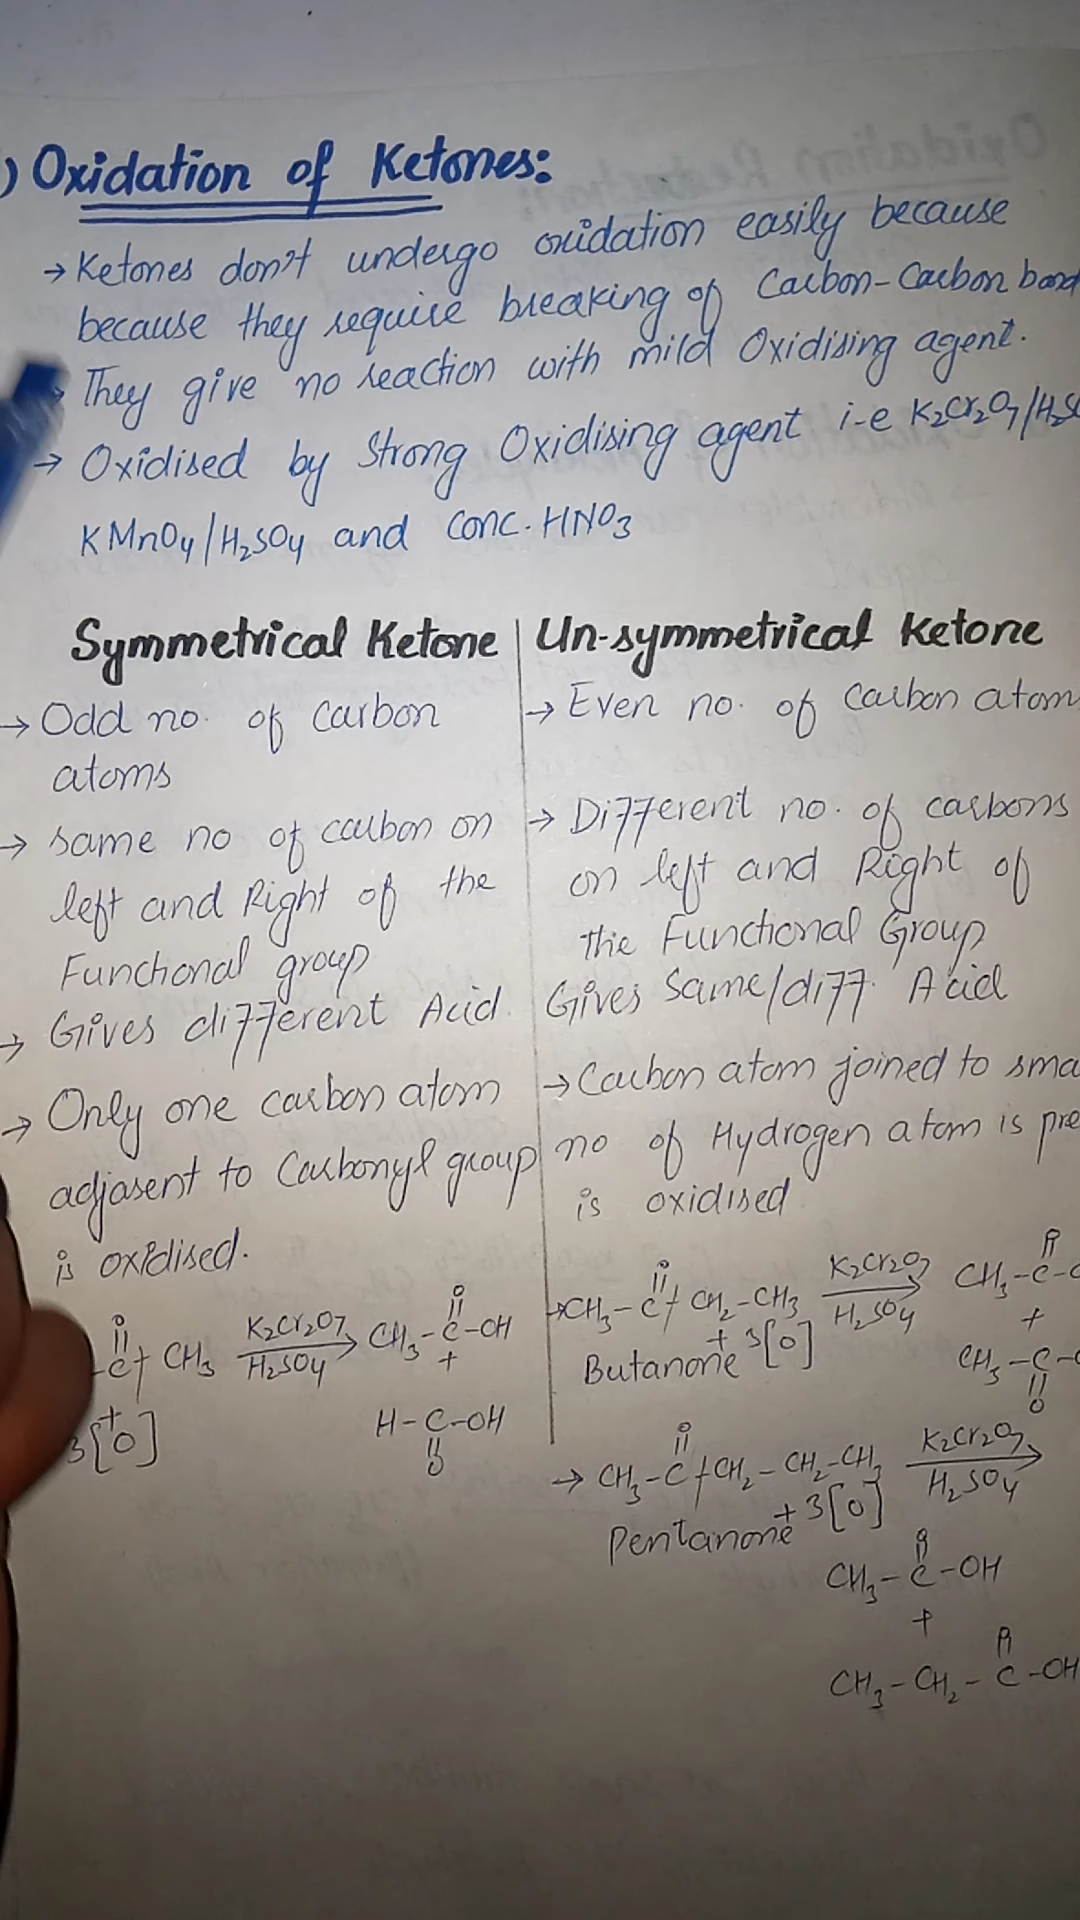 ) Oxidation of Ketones:
→ Ketones don't undergo oxidation easily because
because they require breaking of Carbon-Carbon bond
They give no reaction with mild Oxidising agent.
→ Oxidised by Strong Oxidising agent i-e K₂Cr₂O₇/H₂SO
KMnO₄/H₂SO₄ and conc. HNO₃
Symmetrical Ketone
→ Odd no. of Carbon
atoms
→ same no of carbon on
left and Right of the
Functional group
→ Gives different Acid.
→ Only one carbon atom
adjasent to Carbonyl group
is oxidised.
O
||
-C+CH₃ K₂Cr₂O₇/H₂SO₄→ CH₃-C(=O)-OH
+ +
3[O] H-C-OH
||
O
Un-symmetrical Ketone
→ Even no. of Carbon atom
→ Different no. of carbons
on left and Right of
the Functional Group
Gives Same/diff. Acid
→ Carbon atom joined to sma
no of Hydrogen atom is pre
is oxidised
→CH₃-C(=O)+CH₂-CH₃ K₂Cr₂O₇/H₂SO₄→ CH₃-C(=O)-
Butanone + 3[O] +
CH₃-C-
||
O
→ CH₃-C(=O)+CH₂-CH₂-CH₃ K₂Cr₂O₇/H₂SO₄→
Pentanone + 3[O]
CH₃-C(=O)-OH
+
CH₃-CH₂-C(=O)-OH